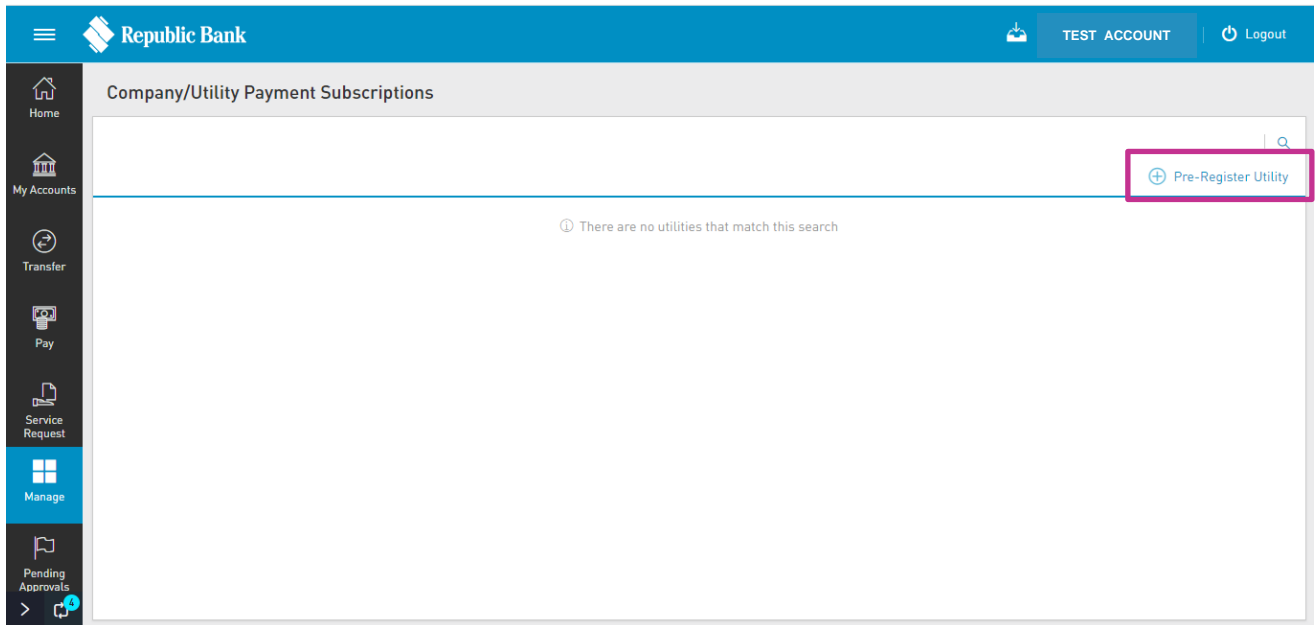 Republic Bank
TEST ACCOUNT
Logout
Home
My Accounts
Transfer
Pay
Service
Request
Manage
Pending
Approvals
4
Company/Utility Payment Subscriptions
Pre-Register Utility
There are no utilities that match this search